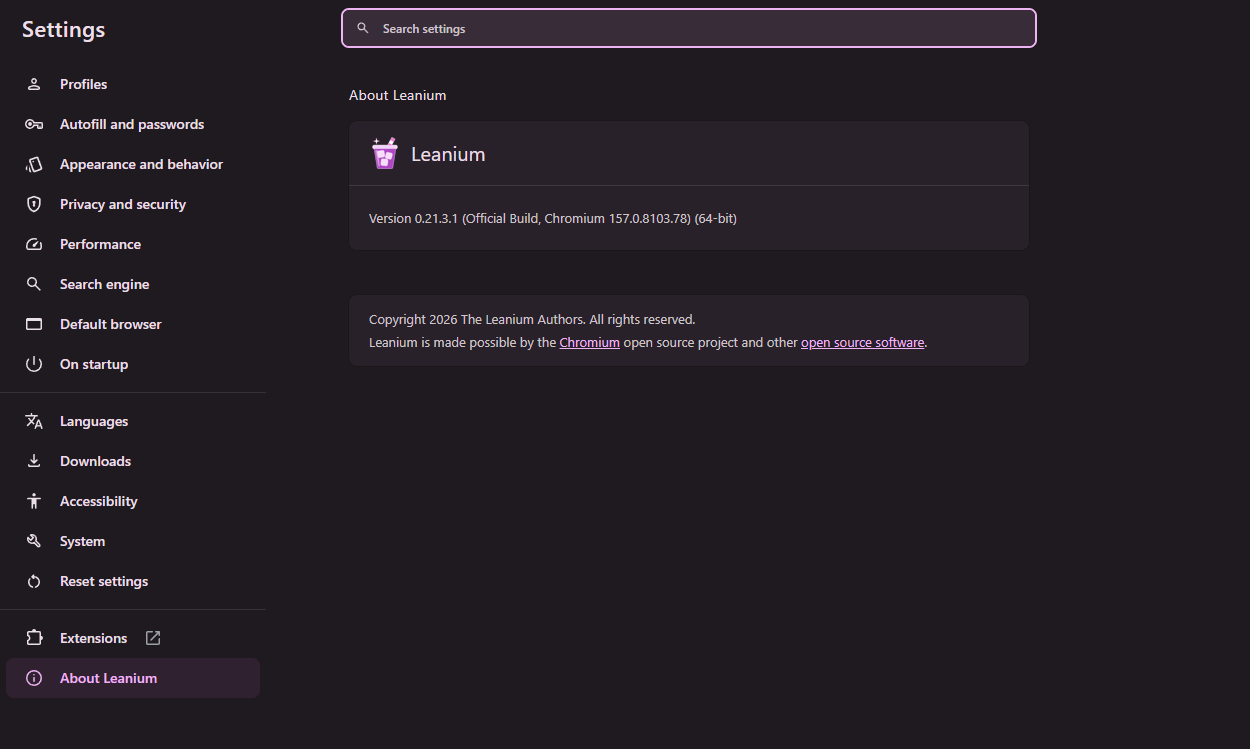 Settings
Search settings
Profiles
Autofill and passwords
Appearance and behavior
Privacy and security
Performance
Search engine
Default browser
On startup
Languages
Downloads
Accessibility
System
Reset settings
Extensions
About Leanium
About Leanium
Leanium
Version 0.21.3.1 (Official Build, Chromium 157.0.8103.78) (64-bit)
Copyright 2026 The Leanium Authors. All rights reserved.
Leanium is made possible by the Chromium open source project and other open source software.